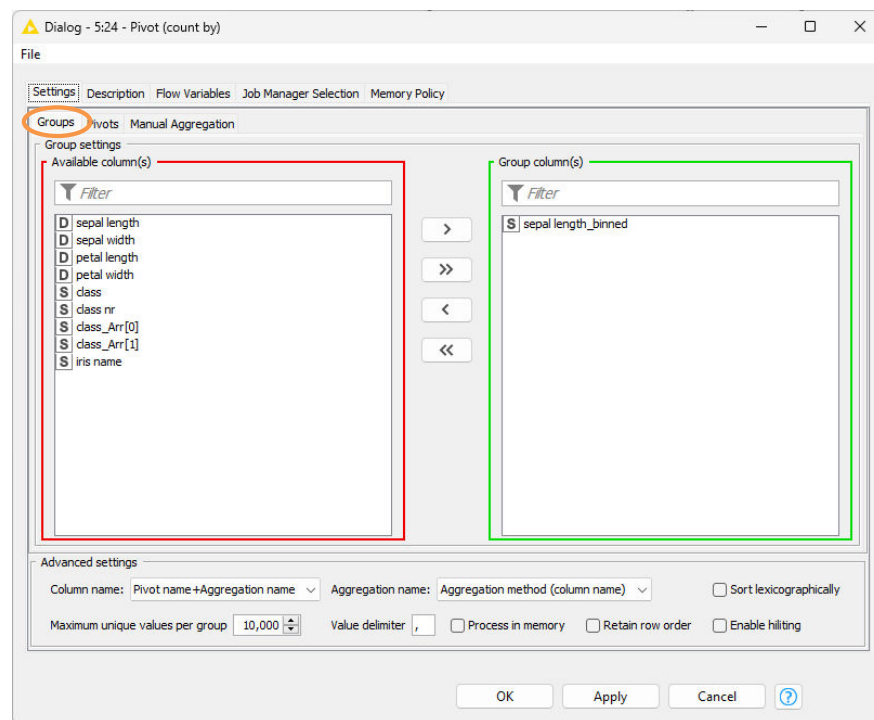 Dialog - 5:24 - Pivot (count by)
File
Settings Description Flow Variables Job Manager Selection Memory Policy
Groups Pivots Manual Aggregation
Group settings
Available column(s)
Filter
D sepal length
D sepal width
D petal length
D petal width
S class
S class nr
S class_Arr[0]
S class_Arr[1]
S iris name
>
>>
<
<<
Group column(s)
Filter
S sepal length_binned
Advanced settings
Column name: Pivot name+Aggregation name Aggregation name: Aggregation method (column name) Sort lexicographically
Maximum unique values per group 10,000 Value delimiter , Process in memory Retain row order Enable hiliting
OK Apply Cancel ?